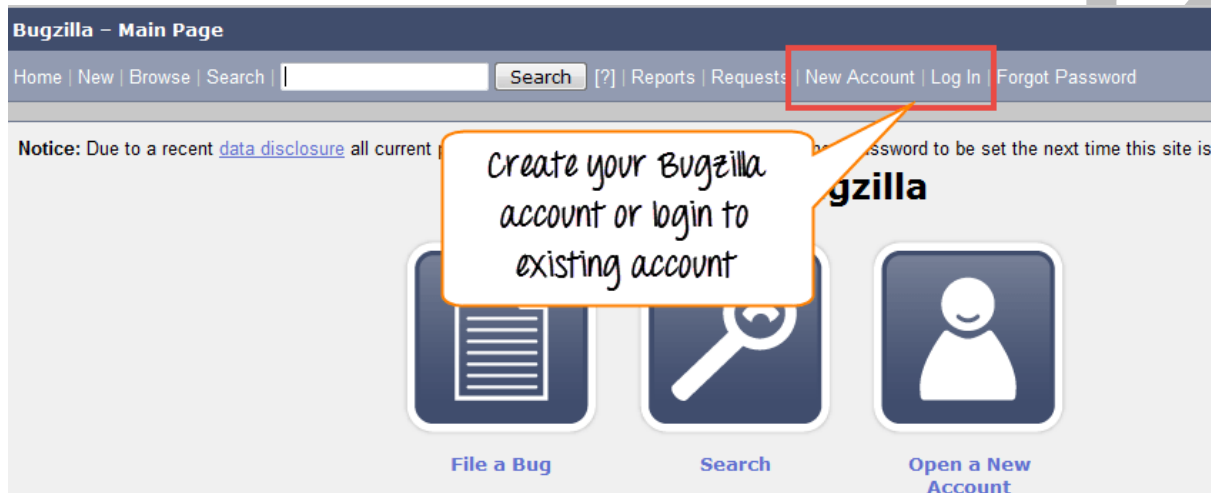 Bugzilla – Main Page
Home | New | Browse | Search | Search [?] | Reports | Requests | New Account | Log In | Forgot Password
Notice: Due to a recent data disclosure all current password to be set the next time this site is
gzilla
Create your Bugzilla
account or login to
existing account
File a Bug
Search
Open a New
Account